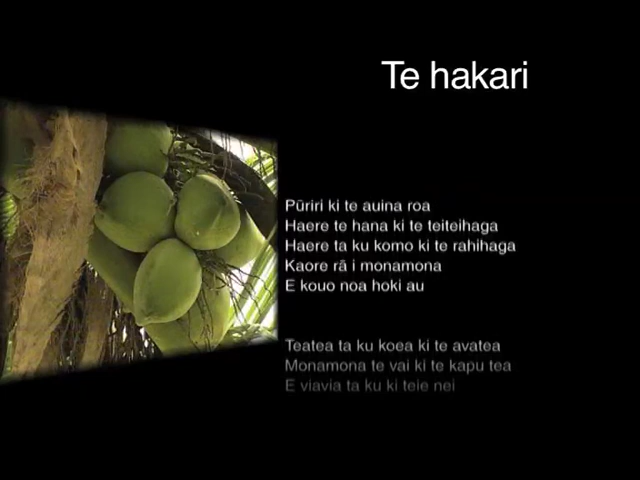 Te hakari
Pūriri ki te auina roa
Haere te hana ki te teiteihaga
Haere ta ku komo ki te rahihaga
Kaore rā i monamona
E kouo noa hoki au
Teatea ta ku koea ki te avatea
Monamona te vai ki te kapu tea
E viavia ta ku ki teie nei